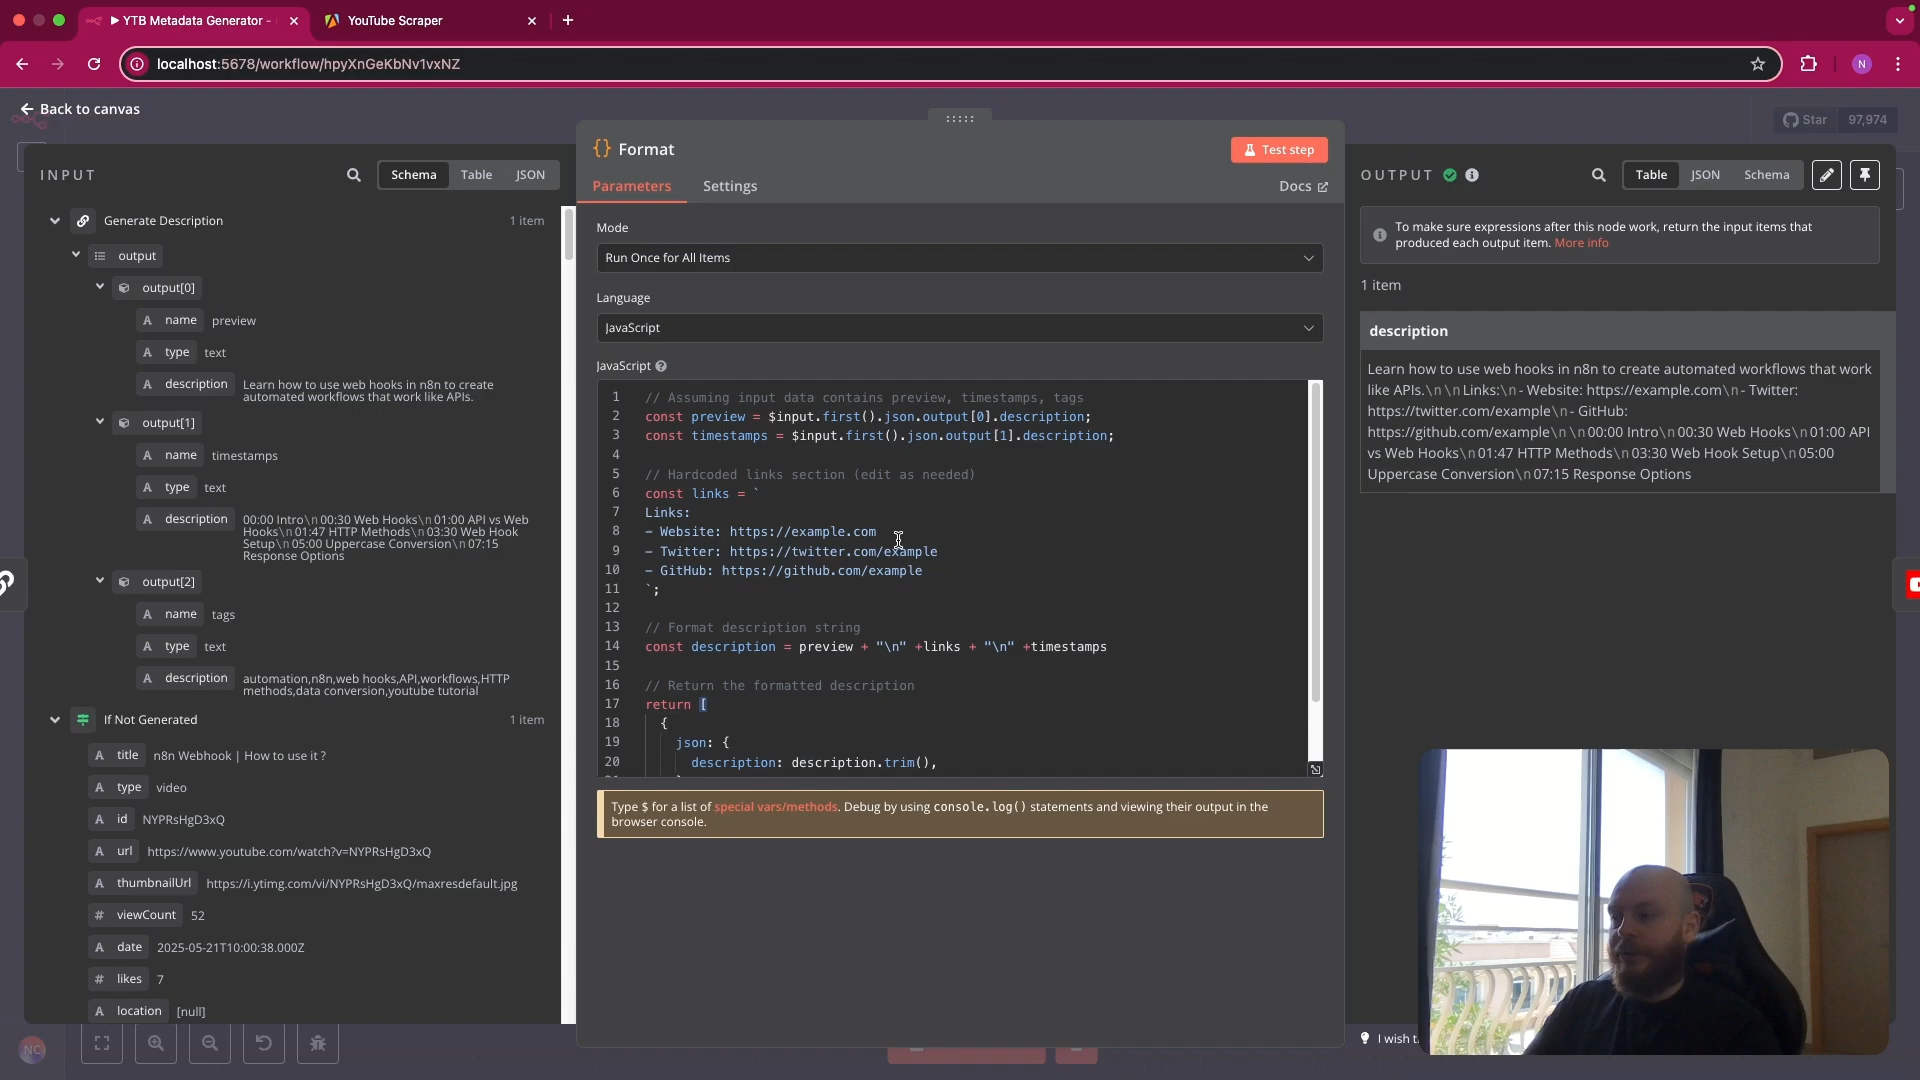 YTB Metadata Generator -
YouTube Scraper
localhost:5678/workflow/hpyXnGeKbNv1vxNZ
N
Back to canvas
Star 97,974
INPUT
Schema Table JSON
Generate Description 1 item
output
output[0]
A name preview
A type text
A description Learn how to use web hooks in n8n to create
automated workflows that work like APIs.
output[1]
A name timestamps
A type text
A description 00:00 Intro\n00:30 Web Hooks\n01:00 API vs Web
Hooks\n01:47 HTTP Methods\n03:30 Web Hook
Setup\n05:00 Uppercase Conversion\n07:15
Response Options
output[2]
A name tags
A type text
A description automation,n8n,web hooks,API,workflows,HTTP
methods,data conversion,youtube tutorial
If Not Generated 1 item
A title n8n Webhook | How to use it ?
A type video
A id NYPRsHgD3xQ
A url https://www.youtube.com/watch?v=NYPRsHgD3xQ
A thumbnailUrl https://i.ytimg.com/vi/NYPRsHgD3xQ/maxresdefault.jpg
# viewCount 52
A date 2025-05-21T10:00:38.000Z
# likes 7
A location [null]
NC
{} Format
Test step
Parameters Settings
Docs
Mode
Run Once for All Items
Language
JavaScript
JavaScript
1 // Assuming input data contains preview, timestamps, tags
2 const preview = $input.first().json.output[0].description;
3 const timestamps = $input.first().json.output[1].description;
4
5 // Hardcoded links section (edit as needed)
6 const links = `
7 Links:
8 - Website: https://example.com
9 - Twitter: https://twitter.com/example
10 - GitHub: https://github.com/example
11 `;
12
13 // Format description string
14 const description = preview + "\n" +links + "\n" +timestamps
15
16 // Return the formatted description
17 return [
18 {
19 json: {
20 description: description.trim(),
Type $ for a list of special vars/methods. Debug by using console.log() statements and viewing their output in the
browser console.
OUTPUT
Table JSON Schema
To make sure expressions after this node work, return the input items that
produced each output item. More info
1 item
description
Learn how to use web hooks in n8n to create automated workflows that work
like APIs.\n\nLinks:\n- Website: https://example.com\n- Twitter:
https://twitter.com/example\n- GitHub:
https://github.com/example\n\n00:00 Intro\n00:30 Web Hooks\n01:00 API
vs Web Hooks\n01:47 HTTP Methods\n03:30 Web Hook Setup\n05:00
Uppercase Conversion\n07:15 Response Options
I wish t